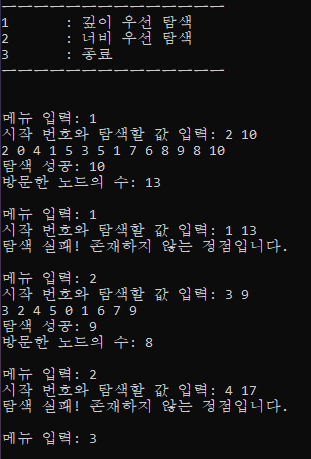 1 : 깊이 우선 탐색
2 : 너비 우선 탐색
3 : 종료
메뉴 입력: 1
시작 번호와 탐색할 값 입력: 2 10
2 0 4 1 5 3 5 1 7 6 8 9 8 10
탐색 성공: 10
방문한 노드의 수: 13
메뉴 입력: 1
시작 번호와 탐색할 값 입력: 1 13
탐색 실패! 존재하지 않는 정점입니다.
메뉴 입력: 2
시작 번호와 탐색할 값 입력: 3 9
3 2 4 5 0 1 6 7 9
탐색 성공: 9
방문한 노드의 수: 8
메뉴 입력: 2
시작 번호와 탐색할 값 입력: 4 17
탐색 실패! 존재하지 않는 정점입니다.
메뉴 입력: 3